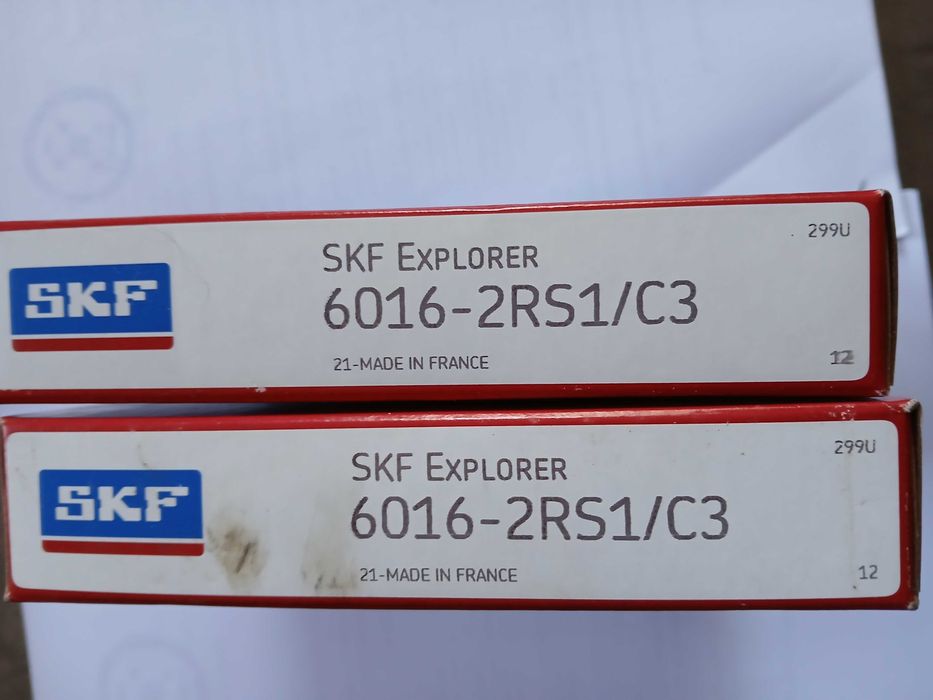 299U
SKF EXPLORER
SKF
6016-2RS1/C3
21-MADE IN FRANCE
12
299U
SKF EXPLORER
SKF
6016-2RS1/C3
21-MADE IN FRANCE
12